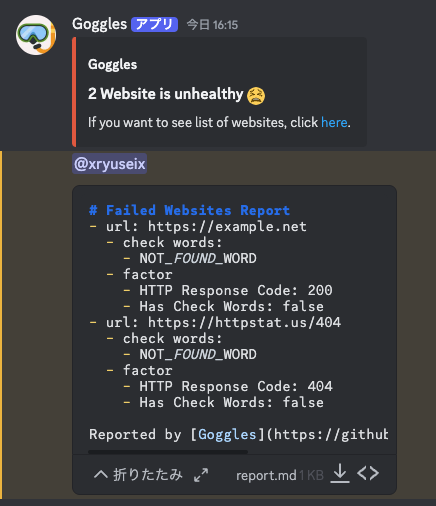 Goggles アプリ 今日 16:15
Goggles
2 Website is unhealthy 😫
If you want to see list of websites, click here.
@xryuseix
# Failed Websites Report
- url: https://example.net
- check words:
- NOT_FOUND_WORD
- factor
- HTTP Response Code: 200
- Has Check Words: false
- url: https://httpstat.us/404
- check words:
- NOT_FOUND_WORD
- factor
- HTTP Response Code: 404
- Has Check Words: false
Reported by [Goggles](https://github
折りたたみ report.md 1 KB